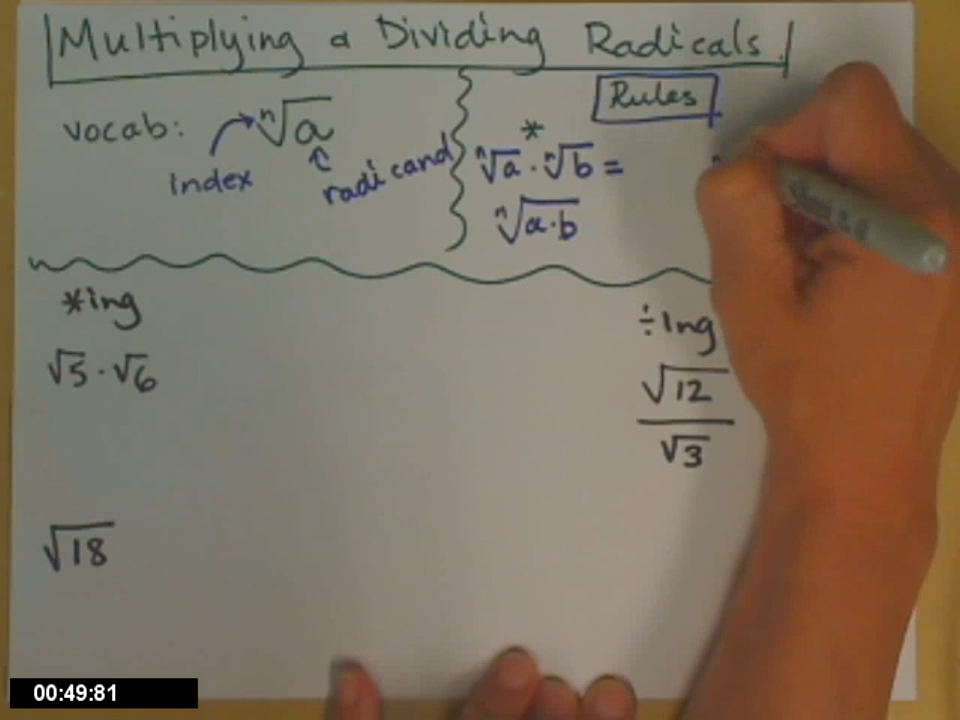 Multiplying & Dividing Radicals.
vocab: ⁿ√a
index
radicand
Rules
*
ⁿ√a · ⁿ√b =
ⁿ√a·b
*ing
√5 · √6
√18
÷ing
√12
√3
00:49:81